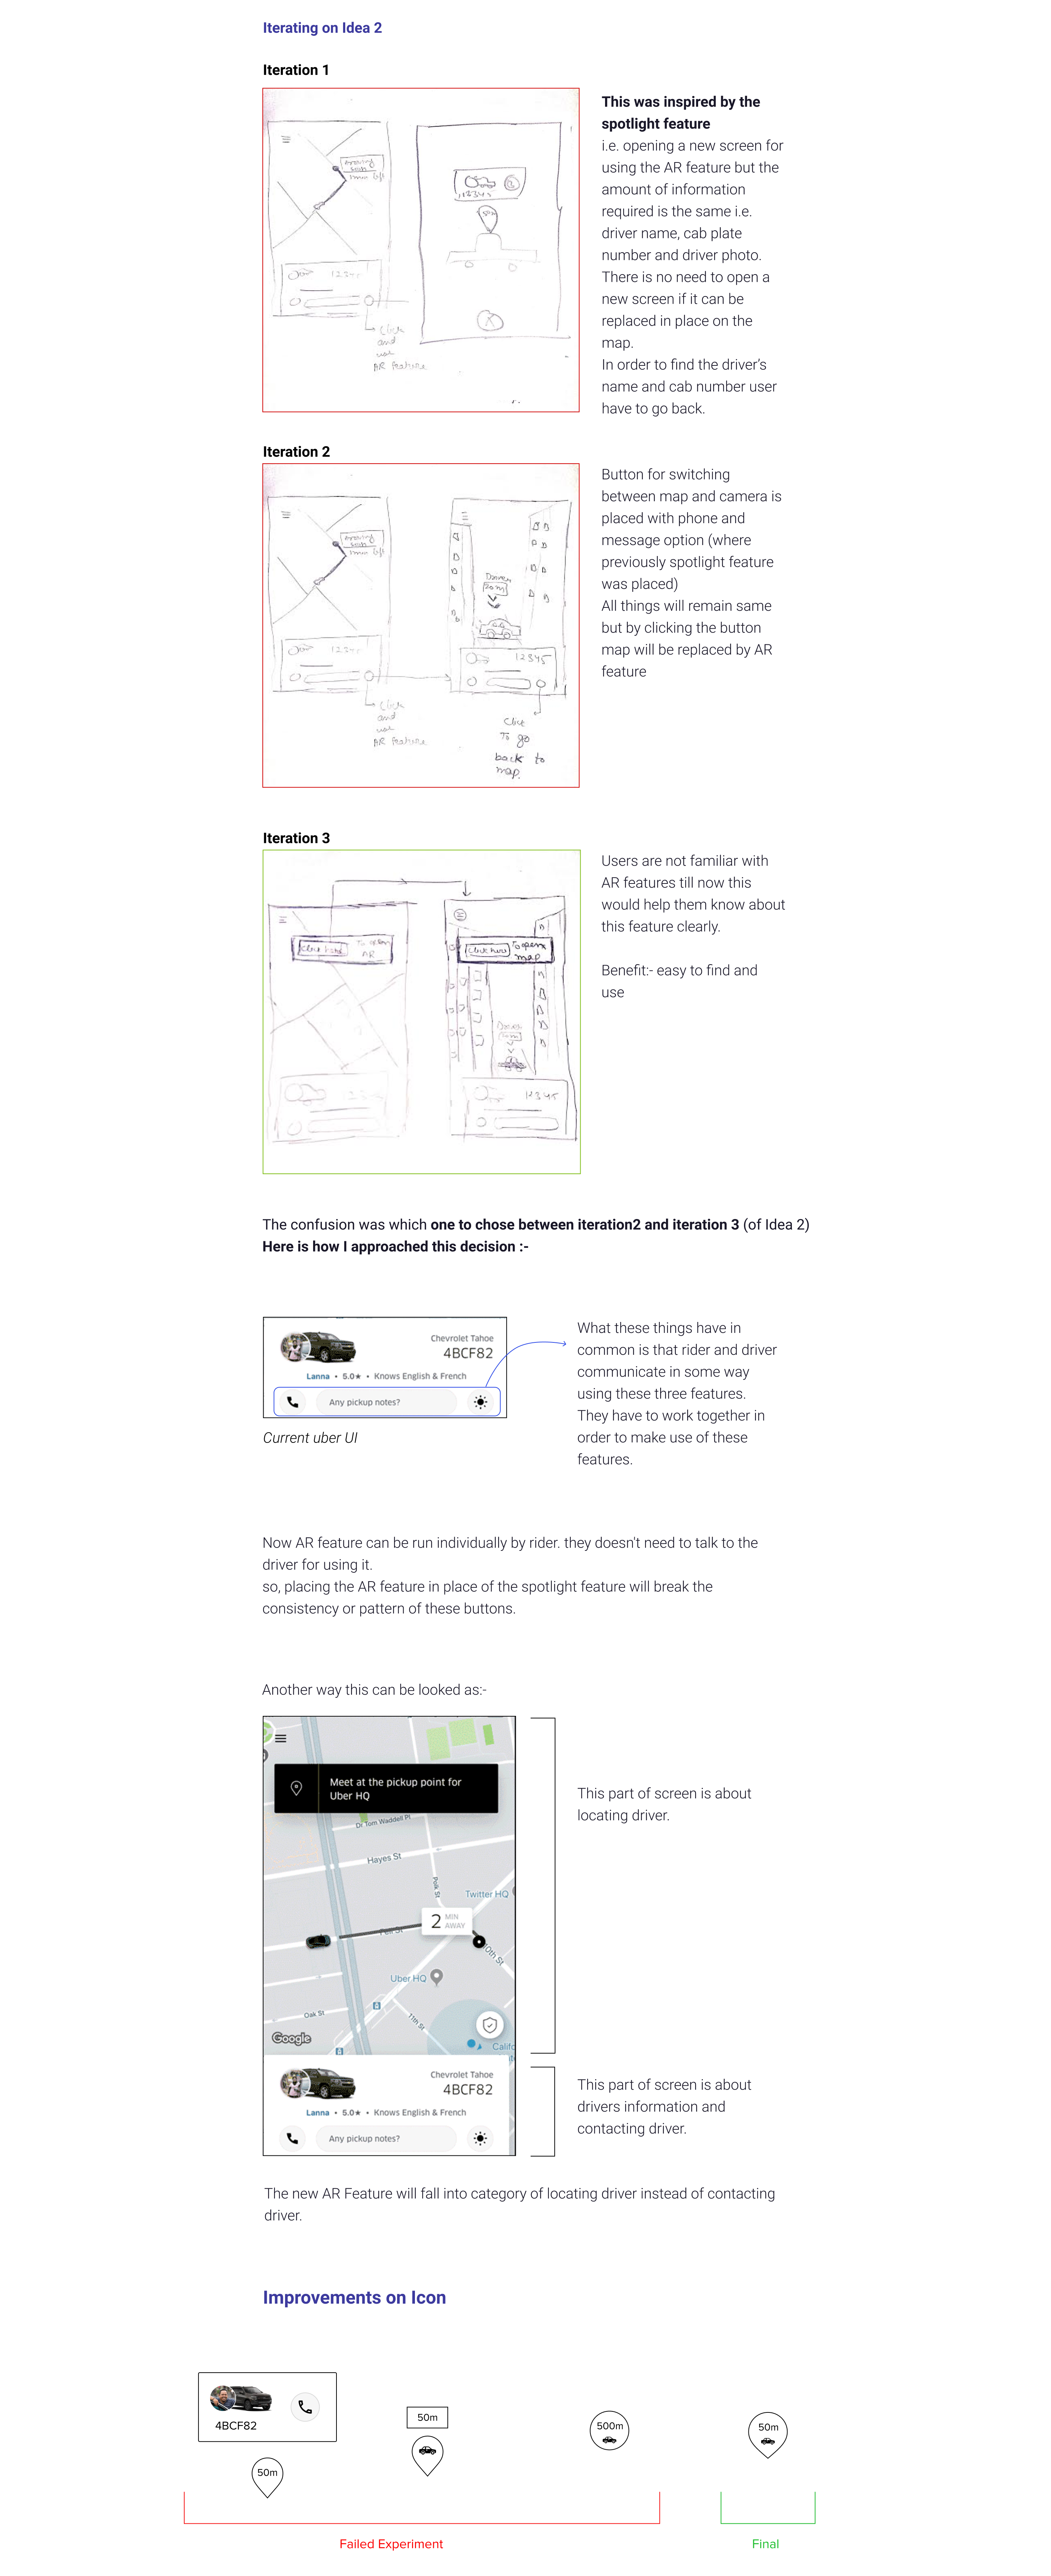 Iterating on Idea 2
Iteration 1
Arriving
soon
1min left
12345
Click
and
use
AR feature
12345
This was inspired by the
spotlight feature
i.e. opening a new screen for
using the AR feature but the
amount of information
required is the same i.e.
driver name, cab plate
number and driver photo.
There is no need to open a
new screen if it can be
replaced in place on the
map.
In order to find the driver’s
name and cab number user
have to go back.
Iteration 2
12345
Click
and
use
AR feature
Driver
50m
12345
Clice
To go
back to
map.
Button for switching
between map and camera is
placed with phone and
message option (where
previously spotlight feature
was placed)
All things will remain same
but by clicking the button
map will be replaced by AR
feature
Iteration 3
Click here
To open
AR
Click here
To open
map
Driver
50m
12345
12345
Users are not familiar with
AR features till now this
would help them know about
this feature clearly.
Benefit:- easy to find and
use
The confusion was which one to chose between iteration2 and iteration 3 (of Idea 2)
Here is how I approached this decision :-
Chevrolet Tahoe
4BCF82
Lanna • 5.0★ • Knows English & French
Any pickup notes?
Current uber UI
What these things have in
common is that rider and driver
communicate in some way
using these three features.
They have to work together in
order to make use of these
features.
Now AR feature can be run individually by rider. they doesn't need to talk to the
driver for using it.
so, placing the AR feature in place of the spotlight feature will break the
consistency or pattern of these buttons.
Another way this can be looked as:-
Meet at the pickup point for
Uber HQ
Dr Tom Waddell Pl
Hayes St
Polk St
Twitter HQ
2 MIN
AWAY
Fell St
10th St
Uber HQ
Oak St
11th St
Google
Califo
Chevrolet Tahoe
4BCF82
Lanna • 5.0★ • Knows English & French
Any pickup notes?
This part of screen is about
locating driver.
This part of screen is about
drivers information and
contacting driver.
The new AR Feature will fall into category of locating driver instead of contacting
driver.
Improvements on Icon
4BCF82
50m
50m
500m
50m
Failed Experiment
Final